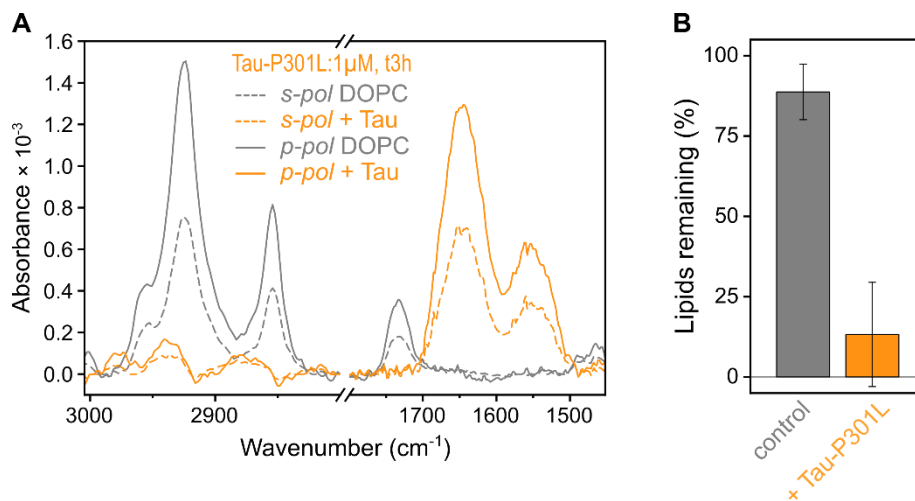 A
B
1.6
1.4
1.2
1.0
0.8
0.6
0.4
0.2
0.0
Absorbance × 10⁻³
Tau-P301L:1µM, t3h
s-pol DOPC
s-pol + Tau
p-pol DOPC
p-pol + Tau
3000 2900 1700 1600 1500
Wavenumber (cm⁻¹)
100
75
50
25
0
Lipids remaining (%)
control
+ Tau-P301L